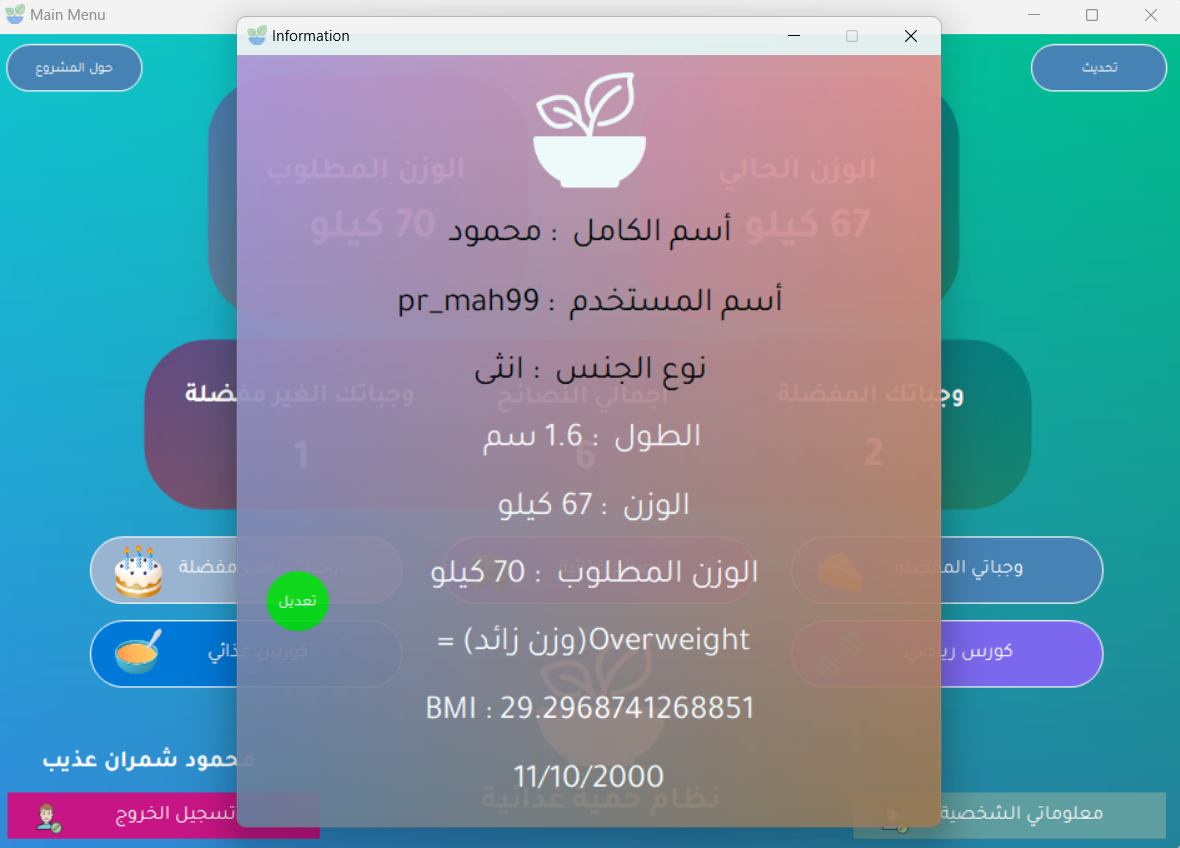 Main Menu
Information
حول المشروع
تحديث
الوزن الحالي
الوزن المطلوب
67 كيلو
70 كيلو
أسم الكامل : محمود
أسم المستخدم : pr_mah99
نوع الجنس : انثى
وجباتك المفضلة
اجمالي النصائح
وجباتك الغير مفضلة
2
6
1
الطول : 1.6 سم
الوزن : 67 كيلو
الوزن المطلوب : 70 كيلو
وجباتي المفضلة
مفضلة
تعديل
Overweight(وزن زائد) =
كورس رياضي
كورس غذائي
BMI : 29.2968741268851
محمود شمران عذيب
11/10/2000
نظام حمية غذائية
معلوماتي الشخصية
تسجيل الخروج